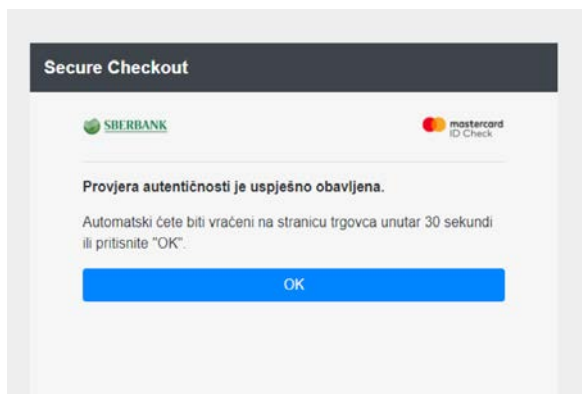 Secure Checkout
SBERBANK
mastercard
ID Check
Provjera autentičnosti je uspješno obavljena.
Automatski ćete biti vraćeni na stranicu trgovca unutar 30 sekundi
ili pritisnite "OK".
OK